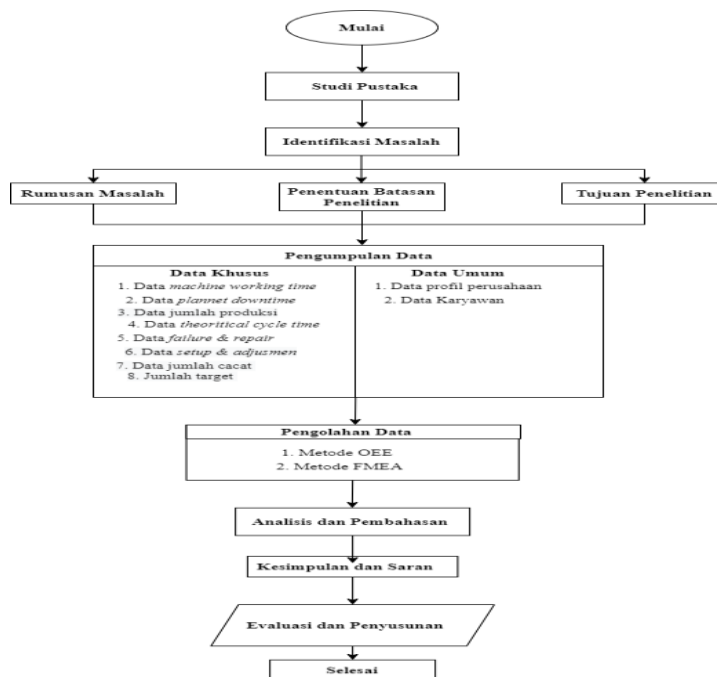 Mulai
Studi Pustaka
Identifikasi Masalah
Rumusan Masalah
Penentuan Batasan
Penelitian
Tujuan Penelitian
Pengumpulan Data
Data Khusus
1. Data machine working time
2. Data plannet downtime
3. Data jumlah produksi
4. Data theoritical cycle time
5. Data failure & repair
6. Data setup & adjusmen
7. Data jumlah cacat
8. Jumlah target
Data Umum
1. Data profil perusahaan
2. Data Karyawan
Pengolahan Data
1. Metode OEE
2. Metode FMEA
Analisis dan Pembahasan
Kesimpulan dan Saran
Evaluasi dan Penyusunan
Selesai